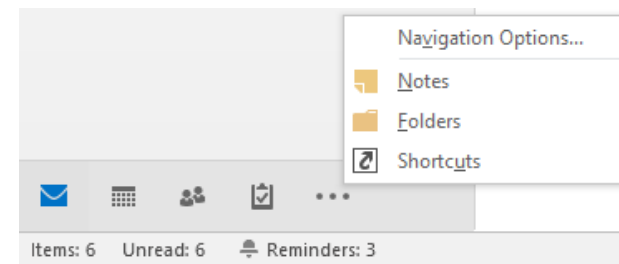 Navigation Options...
Notes
Folders
Shortcuts
Items: 6 Unread: 6 Reminders: 3